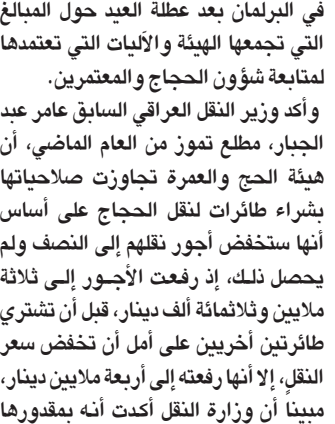 في البرلمان بعد عطلة العيد حول المبالغ
التي تجمعها الهيئة والآليات التي تعتمدها
لمتابعة شؤون الحجاج والمعتمرين.
وأكد وزير النقل العراقي السابق عامر عبد
الجبار، مطلع تموز من العام الماضي، أن
هيئة الحج والعمرة تجاوزت صلاحياتها
بشراء طائرات لنقل الحجاج على أساس
أنها ستخفض أجور نقلهم إلى النصف ولم
يحصل ذلك، إذ رفعت الأجور إلى ثلاثة
ملايين وثلاثمائة ألف دينار، قبل أن تشتري
طائرتين أخريين على أمل أن تخفض سعر
النقل، إلا أنها رفعته إلى أربعة ملايين دينار،
مبيناً أن وزارة النقل أكدت أنه بمقدورها